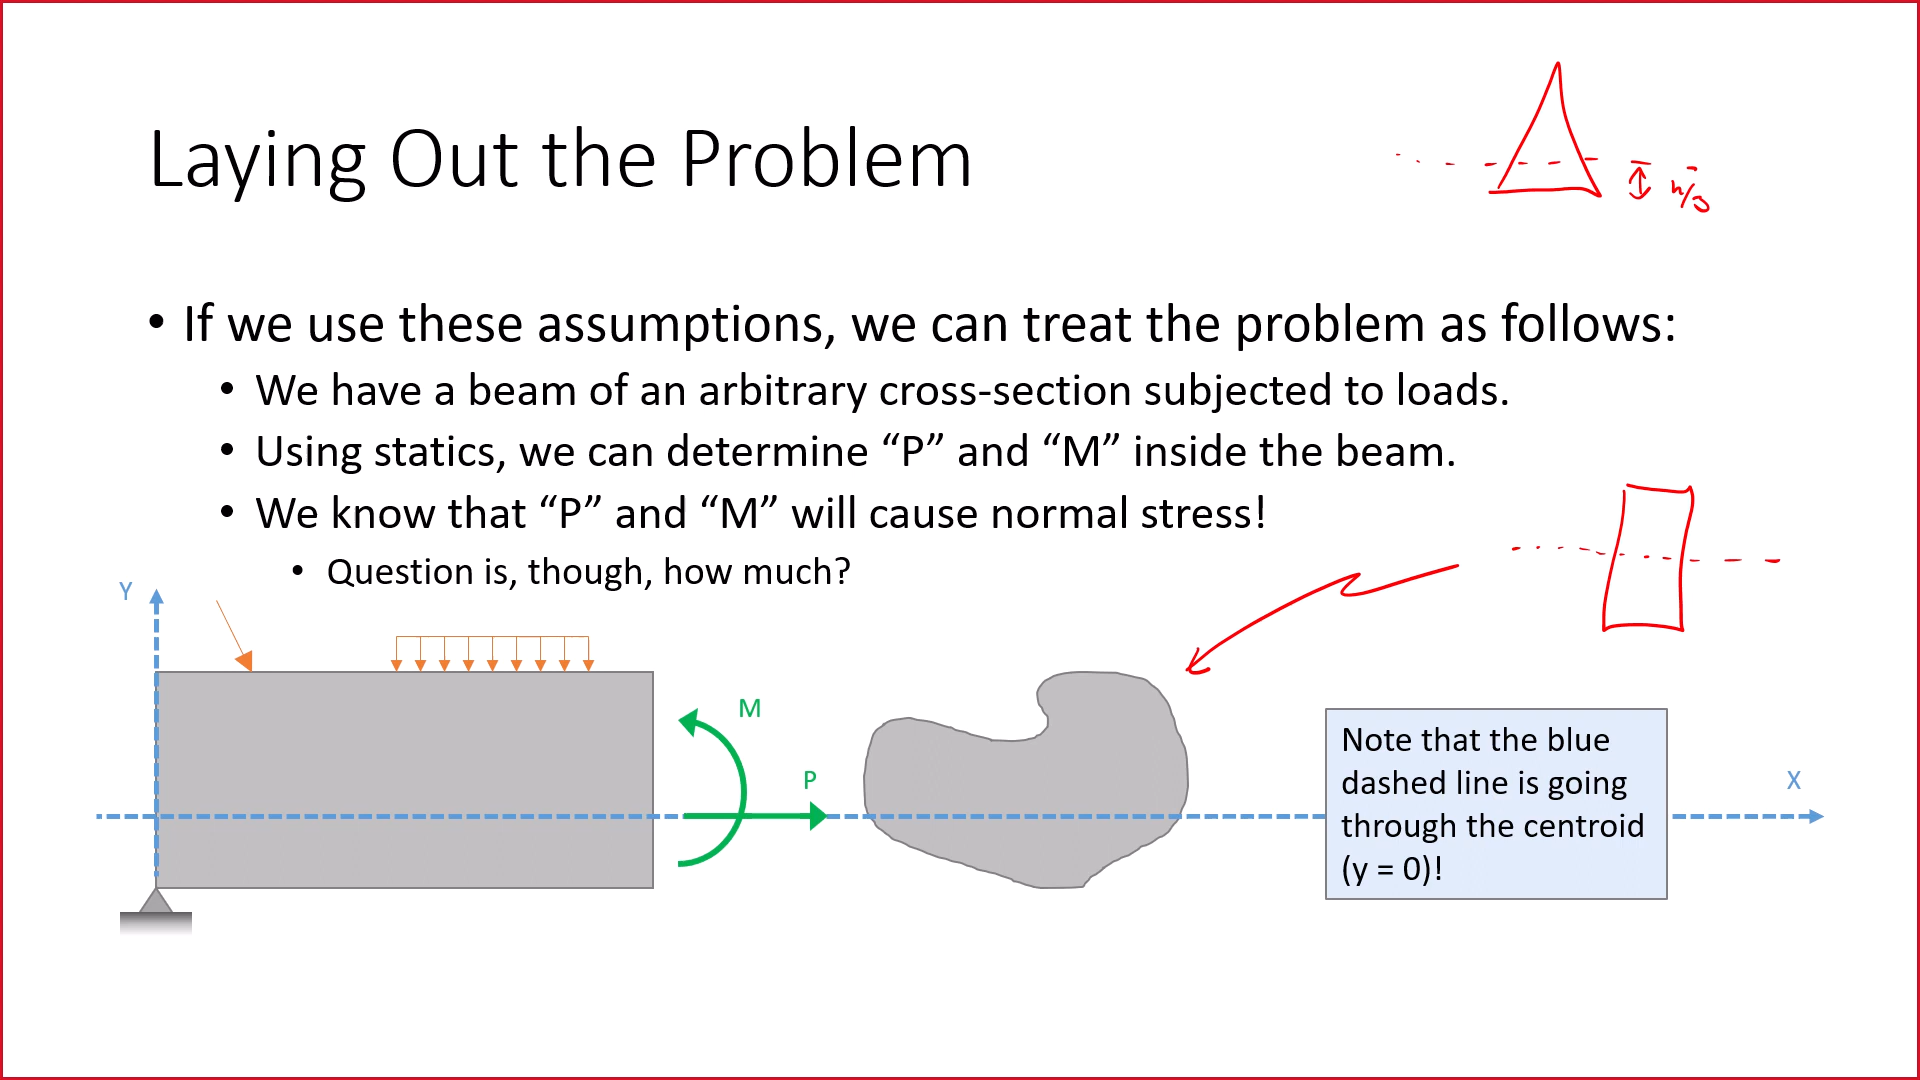 Laying Out the Problem
h/3
• If we use these assumptions, we can treat the problem as follows:
• We have a beam of an arbitrary cross-section subjected to loads.
• Using statics, we can determine “P” and “M” inside the beam.
• We know that “P” and “M” will cause normal stress!
• Question is, though, how much?
Y
M
P
Note that the blue
dashed line is going
through the centroid
(y = 0)!
X